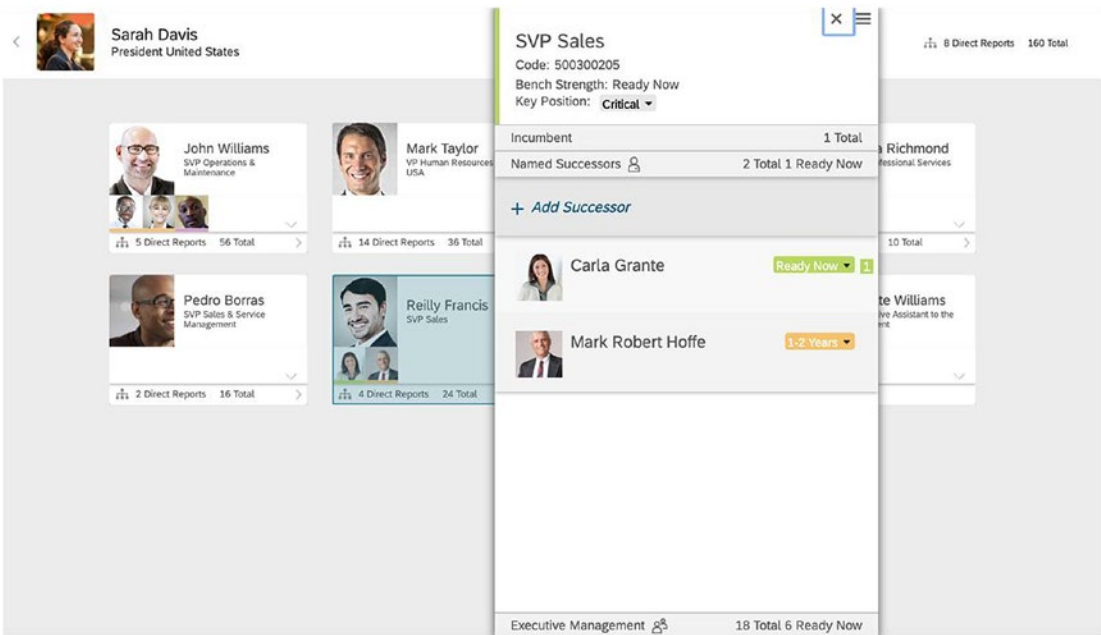 Sarah Davis
President United States
8 Direct Reports 160 Total
John Williams
SVP Operations &
Maintenance
5 Direct Reports 56 Total
Mark Taylor
VP Human Resources
USA
14 Direct Reports 36 Total
Richmond
10 Total
Pedro Borras
SVP Sales & Service
Management
2 Direct Reports 16 Total
Reilly Francis
SVP Sales
4 Direct Reports 24 Total
Williams
Assistant to the
SVP Sales
Code: 500300205
Bench Strength: Ready Now
Key Position: Critical
Incumbent 1 Total
Named Successors 2 Total 1 Ready Now
+ Add Successor
Carla Grante Ready Now 1
Mark Robert Hoffe 1-2 Years
Executive Management 18 Total 6 Ready Now